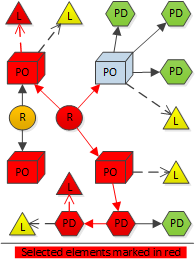 L L PD PD
PO PO PD
R R PD L
PO PO
L L
L PD PD PD
Selected elements marked in red